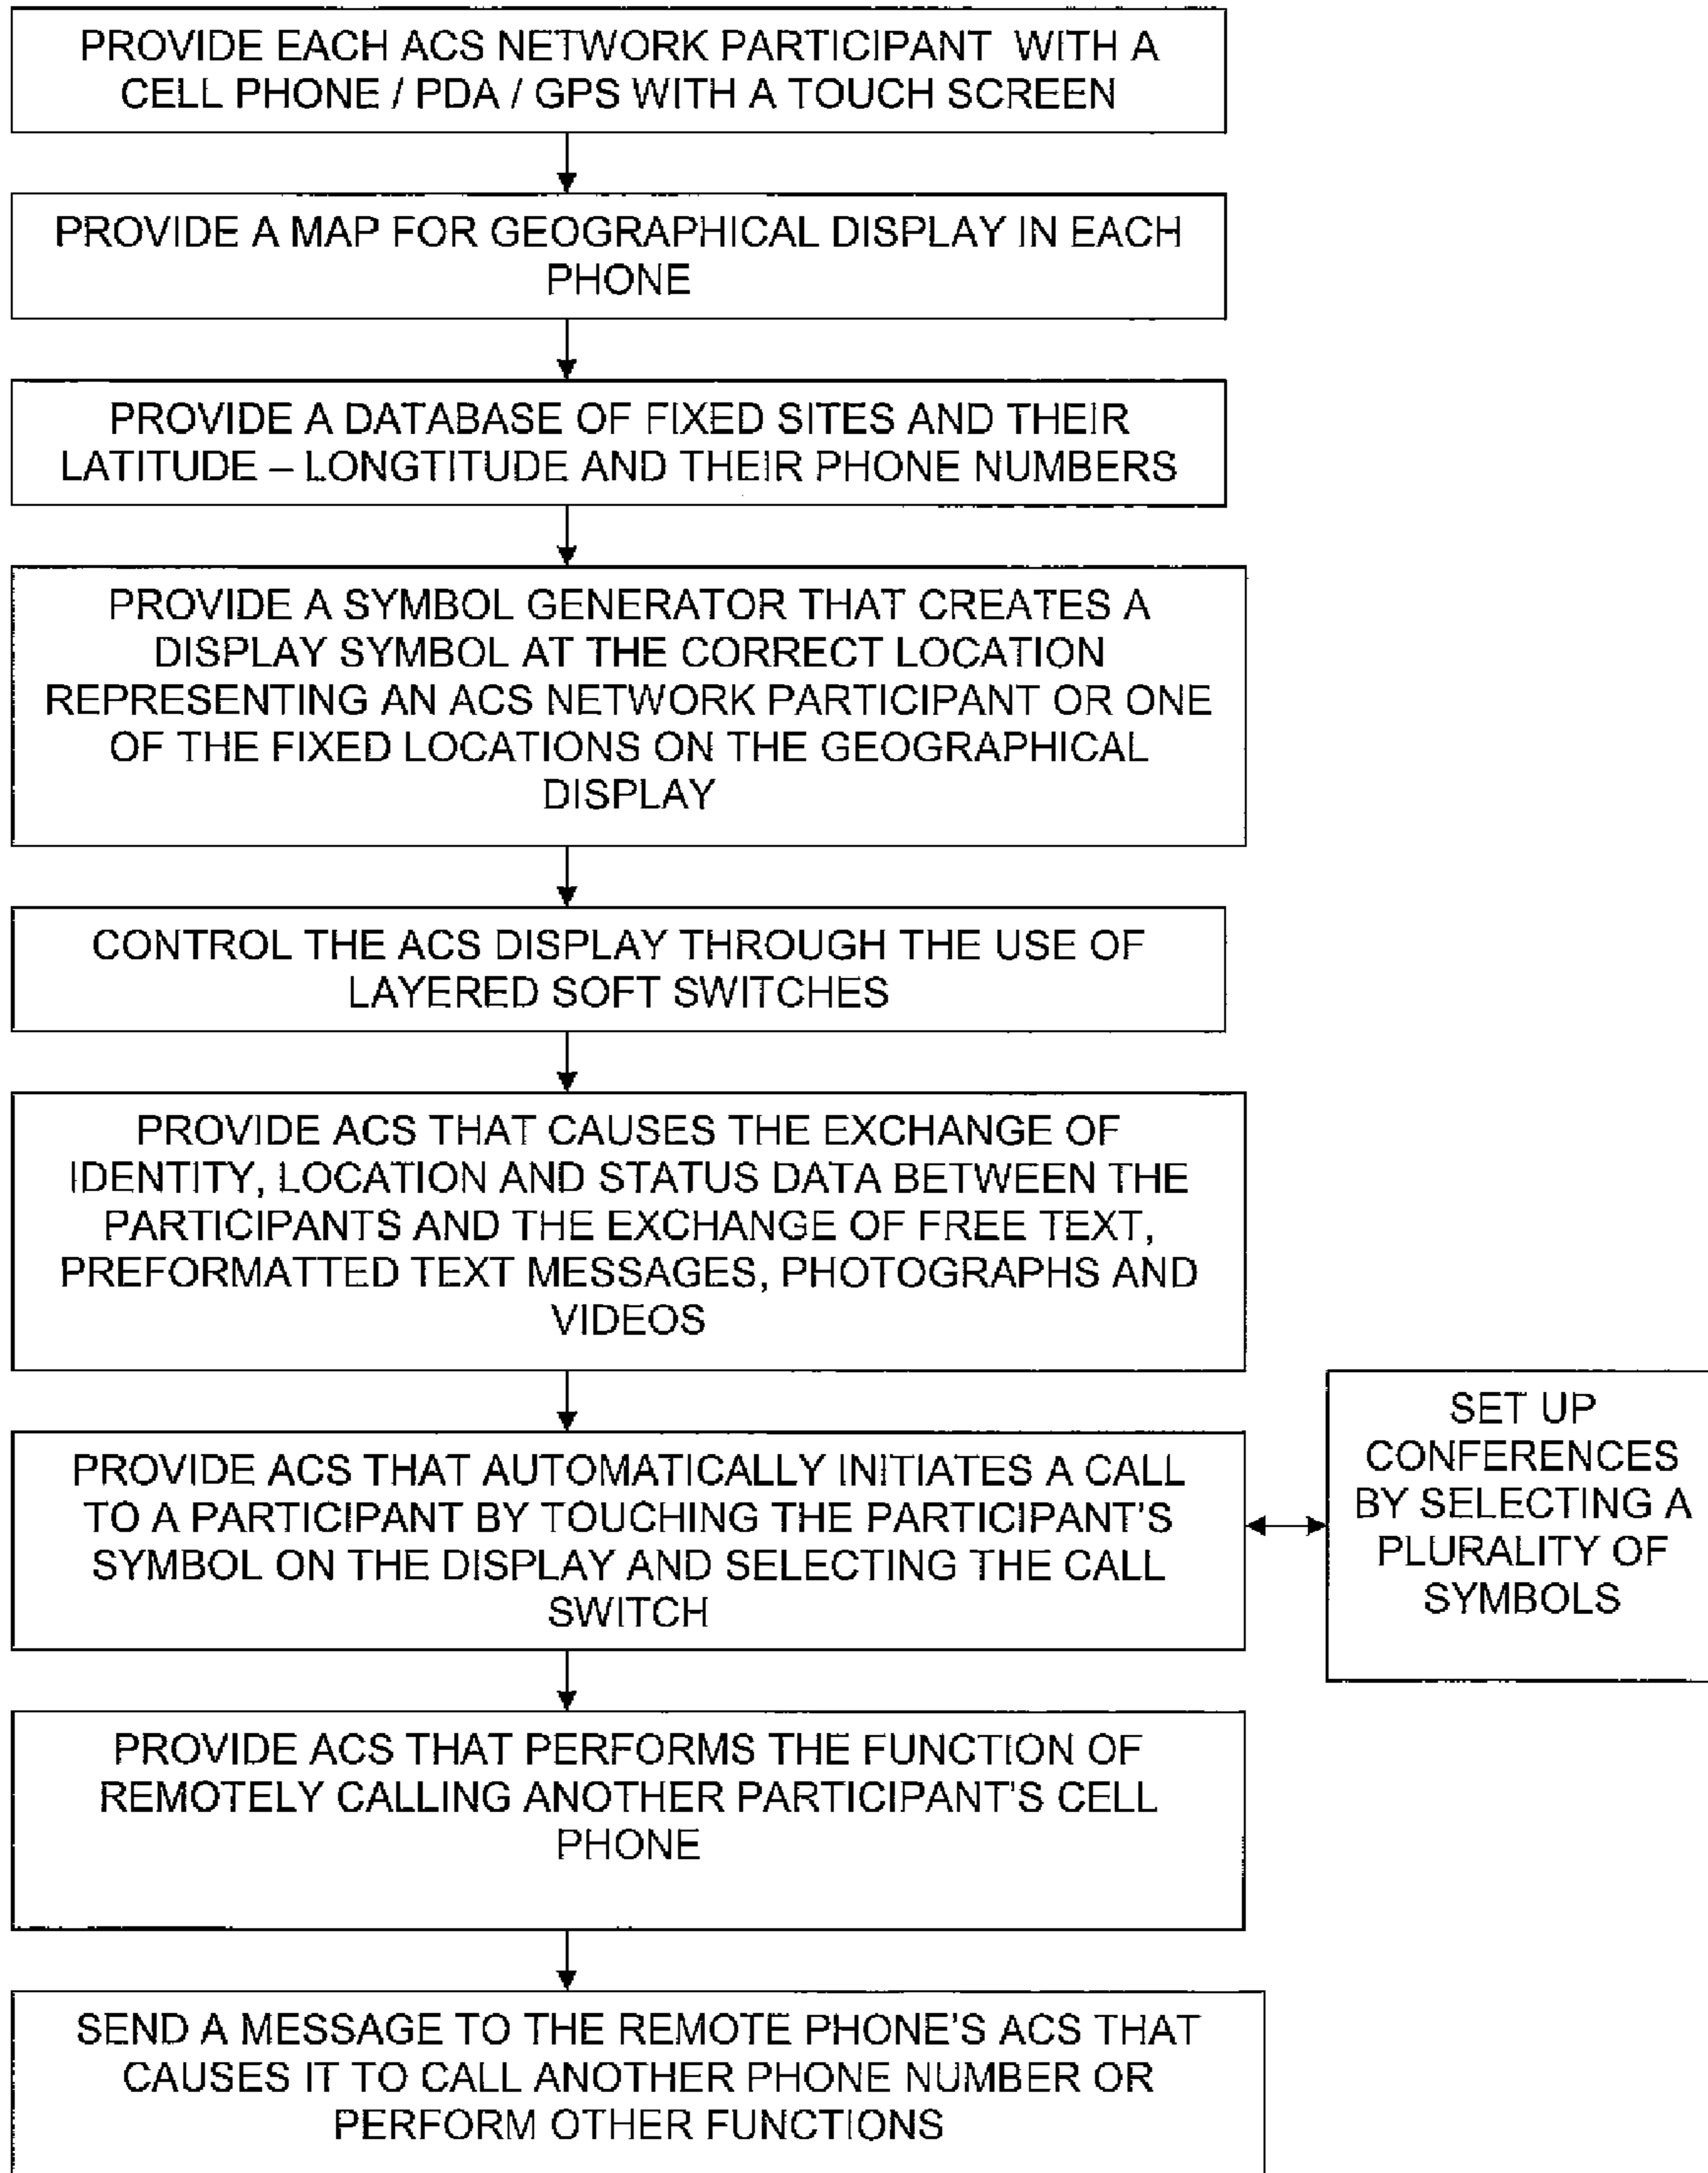 PROVIDE EACH ACS NETWORK PARTICIPANT WITH A
CELL PHONE / PDA / GPS WITH A TOUCH SCREEN
PROVIDE A MAP FOR GEOGRAPHICAL DISPLAY IN EACH
PHONE
PROVIDE A DATABASE OF FIXED SITES AND THEIR
LATITUDE – LONGTITUDE AND THEIR PHONE NUMBERS
PROVIDE A SYMBOL GENERATOR THAT CREATES A
DISPLAY SYMBOL AT THE CORRECT LOCATION
REPRESENTING AN ACS NETWORK PARTICIPANT OR ONE
OF THE FIXED LOCATIONS ON THE GEOGRAPHICAL
DISPLAY
CONTROL THE ACS DISPLAY THROUGH THE USE OF
LAYERED SOFT SWITCHES
PROVIDE ACS THAT CAUSES THE EXCHANGE OF
IDENTITY, LOCATION AND STATUS DATA BETWEEN THE
PARTICIPANTS AND THE EXCHANGE OF FREE TEXT,
PREFORMATTED TEXT MESSAGES, PHOTOGRAPHS AND
VIDEOS
PROVIDE ACS THAT AUTOMATICALLY INITIATES A CALL
TO A PARTICIPANT BY TOUCHING THE PARTICIPANT'S
SYMBOL ON THE DISPLAY AND SELECTING THE CALL
SWITCH
SET UP
CONFERENCES
BY SELECTING A
PLURALITY OF
SYMBOLS
PROVIDE ACS THAT PERFORMS THE FUNCTION OF
REMOTELY CALLING ANOTHER PARTICIPANT'S CELL
PHONE
SEND A MESSAGE TO THE REMOTE PHONE'S ACS THAT
CAUSES IT TO CALL ANOTHER PHONE NUMBER OR
PERFORM OTHER FUNCTIONS